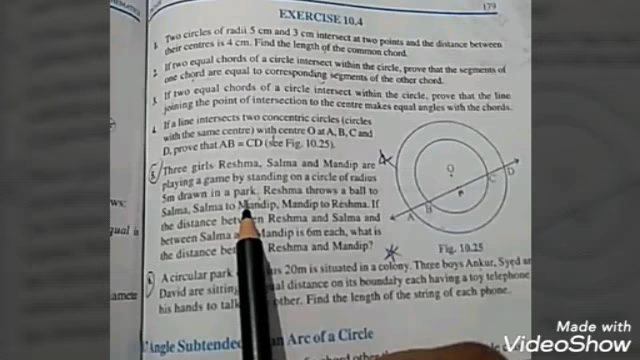 EXERCISE 10.4
179
1. Two circles of radii 5 cm and 3 cm intersect at two points and the distance between
their centres is 4 cm. Find the length of the common chord.
2. If two equal chords of a circle intersect within the circle, prove that the segments of
one chord are equal to corresponding segments of the other chord.
3. If two equal chords of a circle intersect within the circle, prove that the line
joining the point of intersection to the centre makes equal angles with the chords.
4. If a line intersects two concentric circles (circles
with the same centre) with centre O at A, B, C and
D, prove that AB = CD (see Fig. 10.25).
5. Three girls Reshma, Salma and Mandip are
playing a game by standing on a circle of radius
5m drawn in a park. Reshma throws a ball to
Salma, Salma to Mandip, Mandip to Reshma. If
the distance between Reshma and Salma and
between Salma and Mandip is 6m each, what is
the distance Reshma and Mandip?
O
A
B
C
D
Fig. 10.25
6. A circular park 20m is situated in a colony. Three boys Ankur, Syed
David are sitting distance on its boundary each having a toy telephone
his hands to talk other. Find the length of the string of each phone.
Angle Subtended Arc of a Circle
Made with
VideoShow